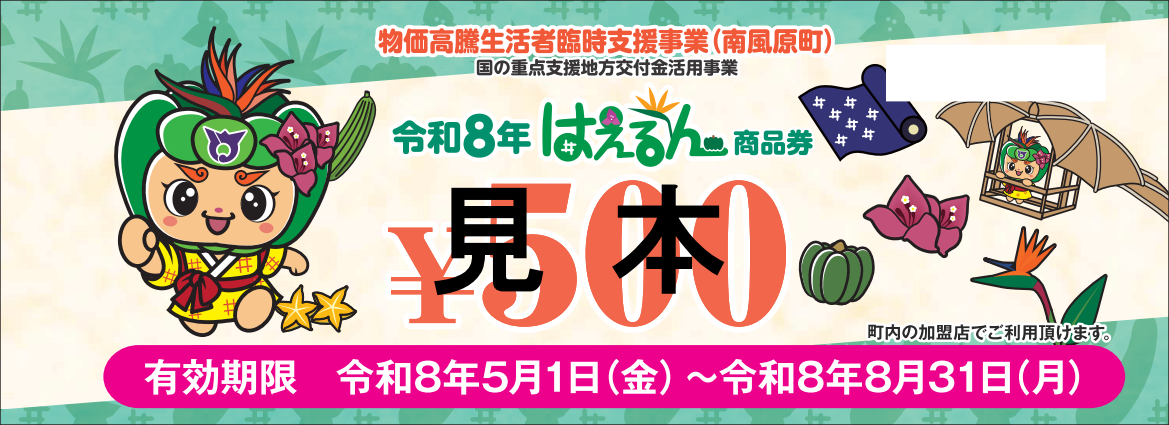 物価高騰生活者臨時支援事業（南風原町）
国の重点支援地方交付金活用事業
令和8年 はえるん 商品券
¥500
見本
町内の加盟店でご利用頂けます。
有効期限　令和8年5月1日（金）～令和8年8月31日（月）